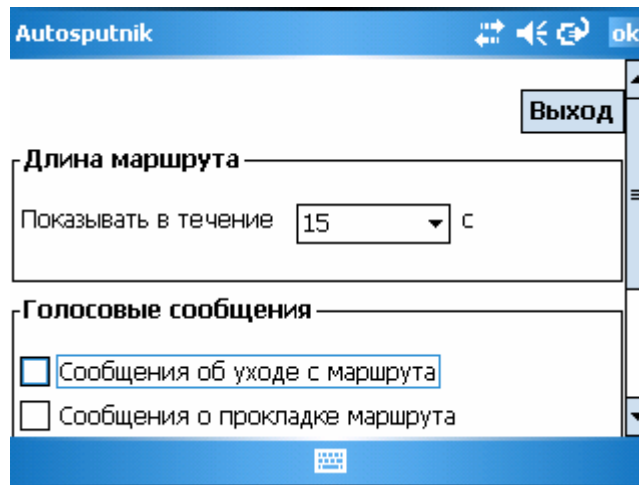 Autosputnik
ok
Выход
Длина маршрута
Показывать в течение 15 с
Голосовые сообщения
Сообщения об уходе с маршрута
Сообщения о прокладке маршрута